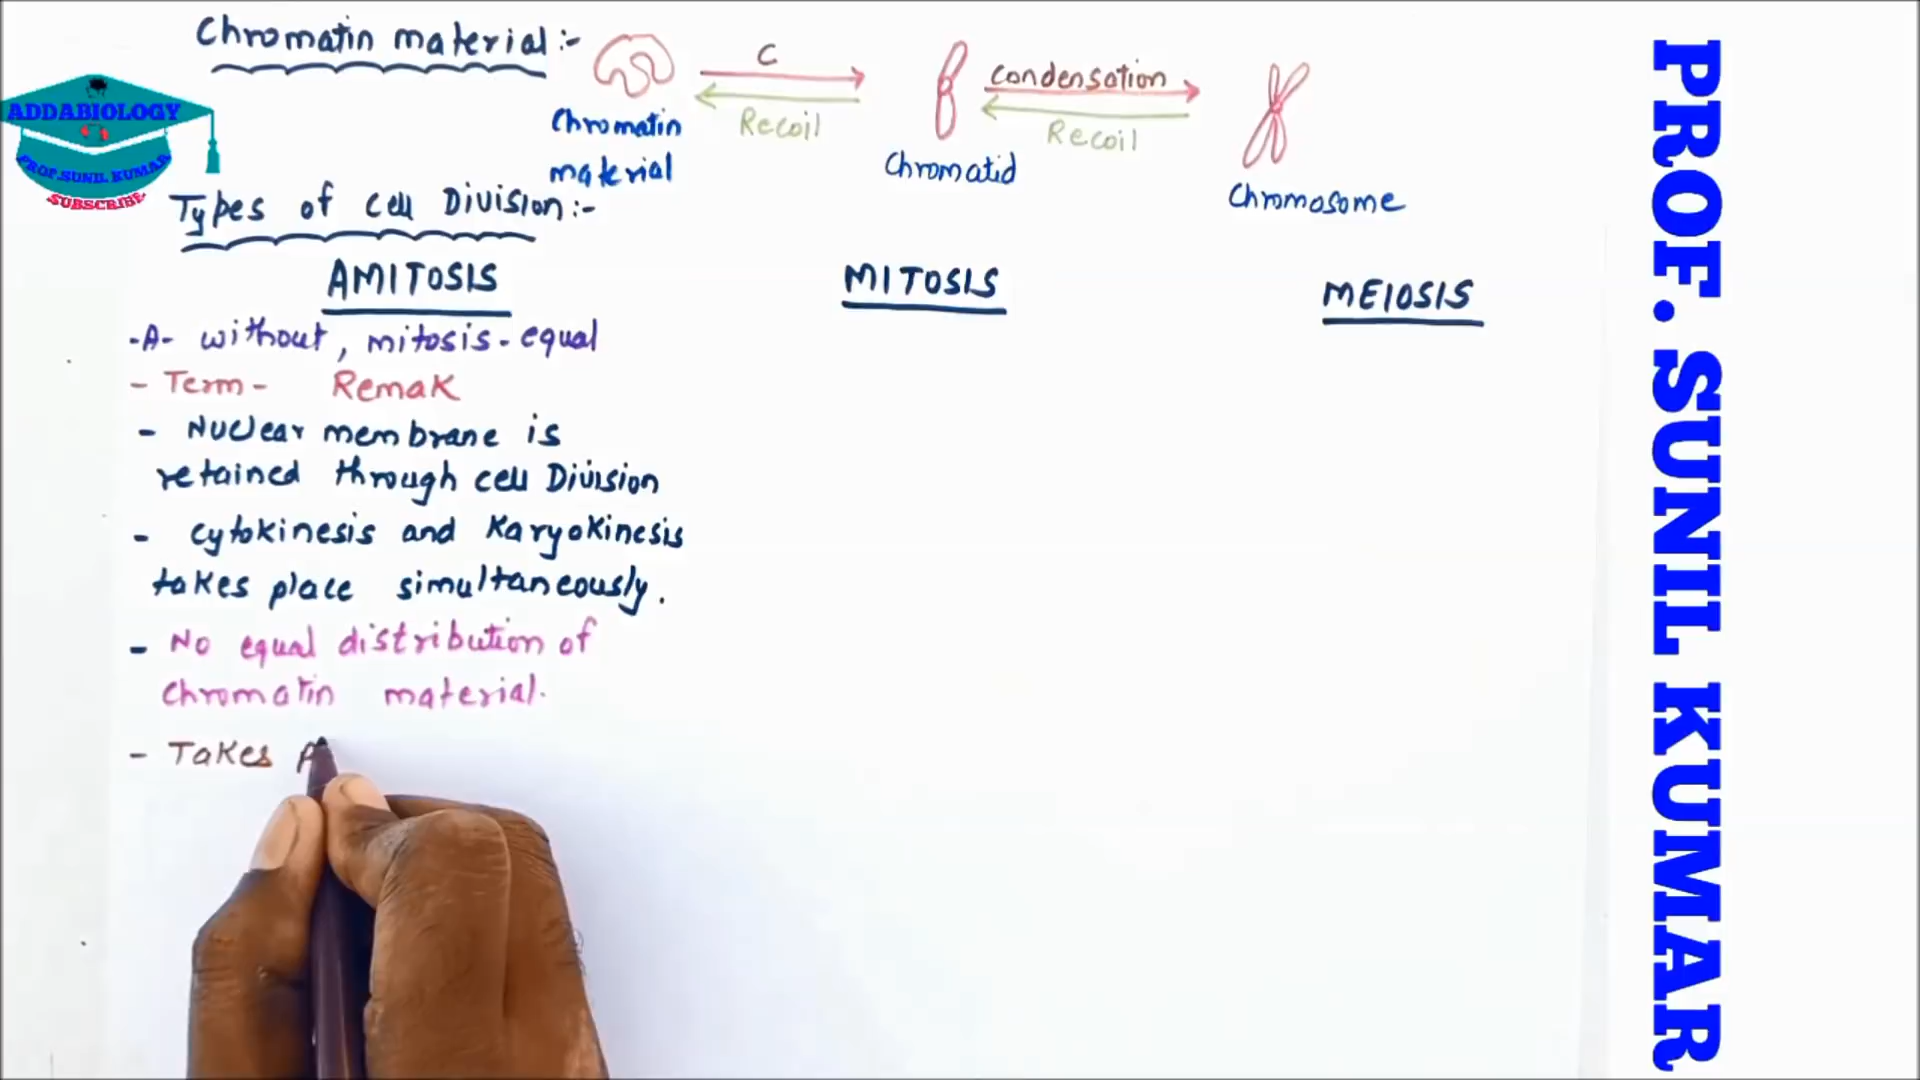 Chromatin material:-
C
Condensation
Recoil
Recoil
Chromatin
material
Chromatid
Chromosome
ADDABIOLOGY
PROF.SUNIL KUMAR
SUBSCRIBE
Types of cell Division:-
AMITOSIS
MITOSIS
MEIOSIS
-A- without, mitosis-equal
- Term- Remak
- Nuclear membrane is
retained through cell Division
- cytokinesis and Karyokinesis
takes place simultaneously.
- No equal distribution of
chromatin material.
- Takes
PROF. SUNIL KUMAR